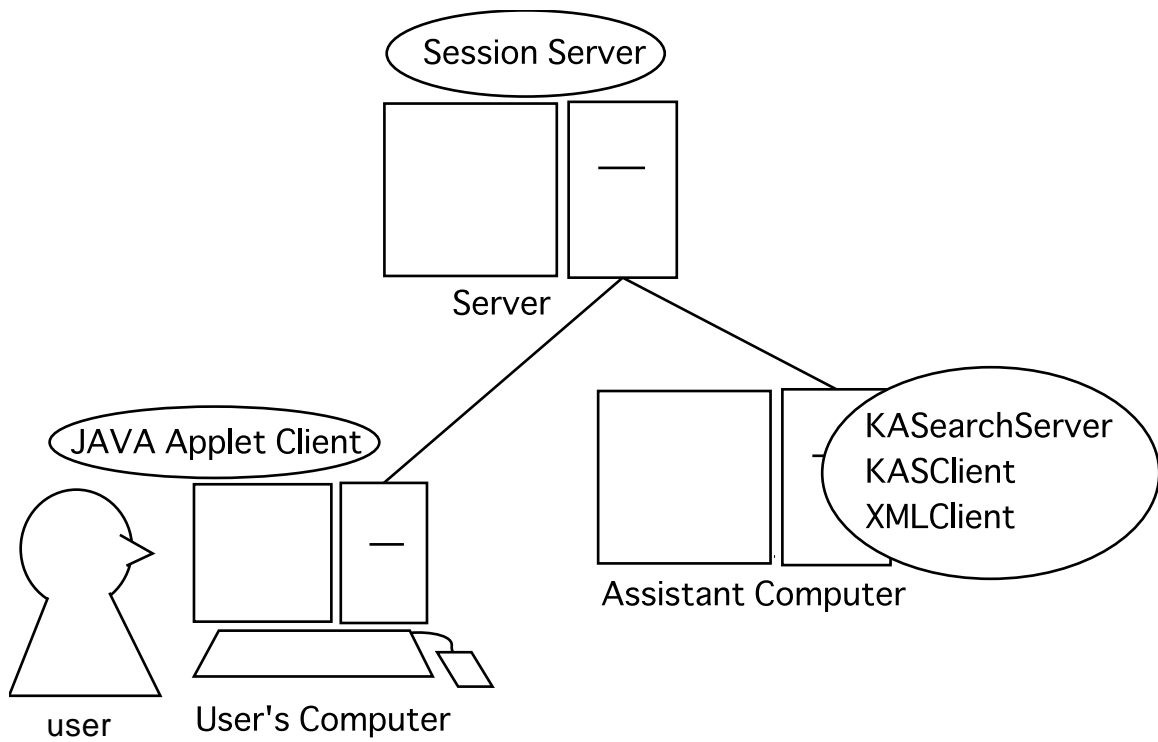 Session Server
Server
JAVA Applet Client
KASearchServer
KASClient
XMLClient
Assistant Computer
user
User's Computer